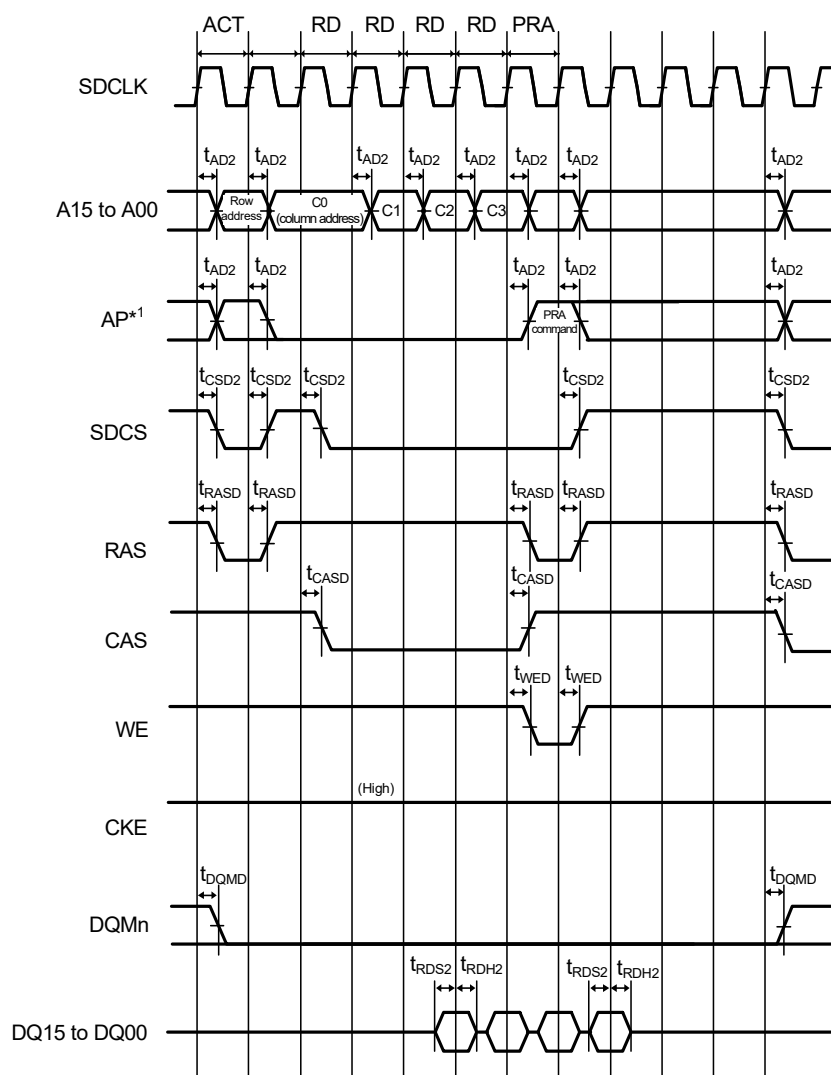 ACT RD RD RD RD PRA
SDCLK
tAD2 tAD2 tAD2 tAD2 tAD2 tAD2 tAD2 tAD2
A15 to A00
Row address
C0 (column address)
C1 C2 C3
tAD2 tAD2 tAD2 tAD2 tAD2
AP*1
PRA command
tCSD2 tCSD2 tCSD2 tCSD2 tCSD2
SDCS
tRASD tRASD tRASD tRASD tRASD
RAS
tCASD tCASD tCASD
CAS
tWED tWED
WE
(High)
CKE
tDQMD tDQMD
DQMn
tRDS2 tRDH2 tRDS2 tRDH2
DQ15 to DQ00